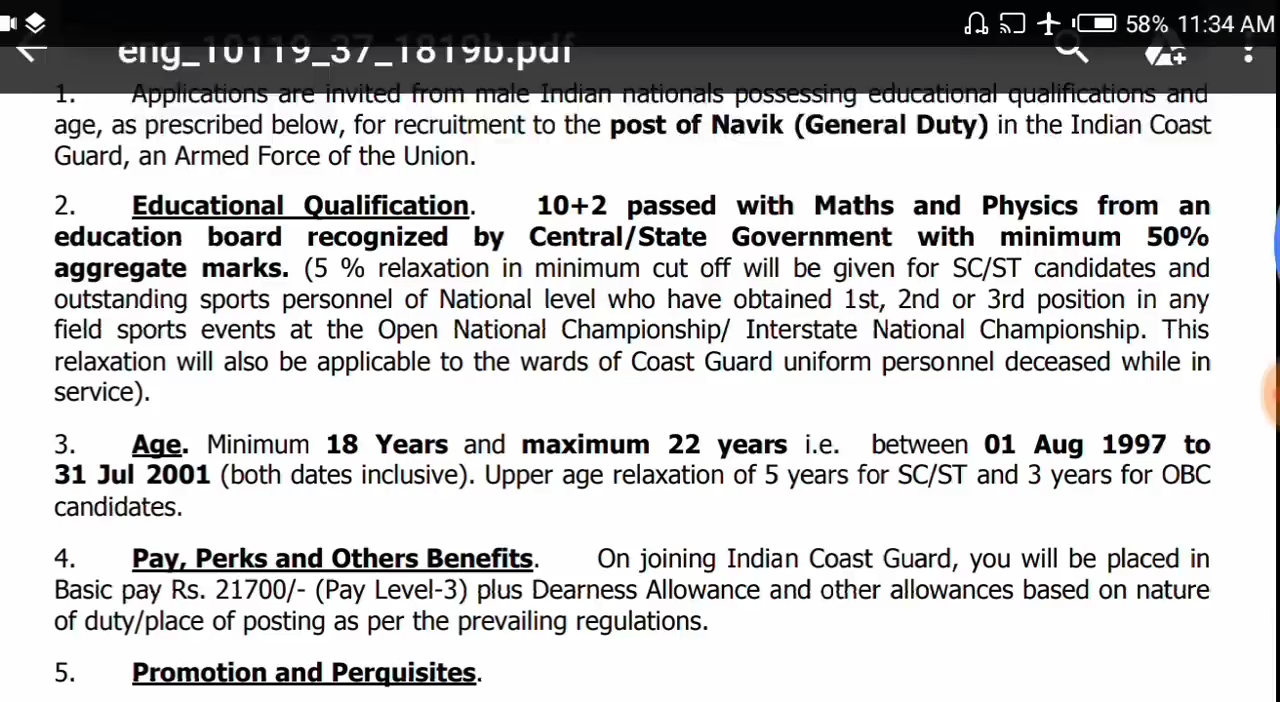 58% 11:34 AM
eng_10119_37_1819b.pdf
1. Applications are invited from male Indian nationals possessing educational qualifications and
age, as prescribed below, for recruitment to the post of Navik (General Duty) in the Indian Coast
Guard, an Armed Force of the Union.
2. Educational Qualification. 10+2 passed with Maths and Physics from an
education board recognized by Central/State Government with minimum 50%
aggregate marks. (5 % relaxation in minimum cut off will be given for SC/ST candidates and
outstanding sports personnel of National level who have obtained 1st, 2nd or 3rd position in any
field sports events at the Open National Championship/ Interstate National Championship. This
relaxation will also be applicable to the wards of Coast Guard uniform personnel deceased while in
service).
3. Age. Minimum 18 Years and maximum 22 years i.e. between 01 Aug 1997 to
31 Jul 2001 (both dates inclusive). Upper age relaxation of 5 years for SC/ST and 3 years for OBC
candidates.
4. Pay, Perks and Others Benefits. On joining Indian Coast Guard, you will be placed in
Basic pay Rs. 21700/- (Pay Level-3) plus Dearness Allowance and other allowances based on nature
of duty/place of posting as per the prevailing regulations.
5. Promotion and Perquisites.